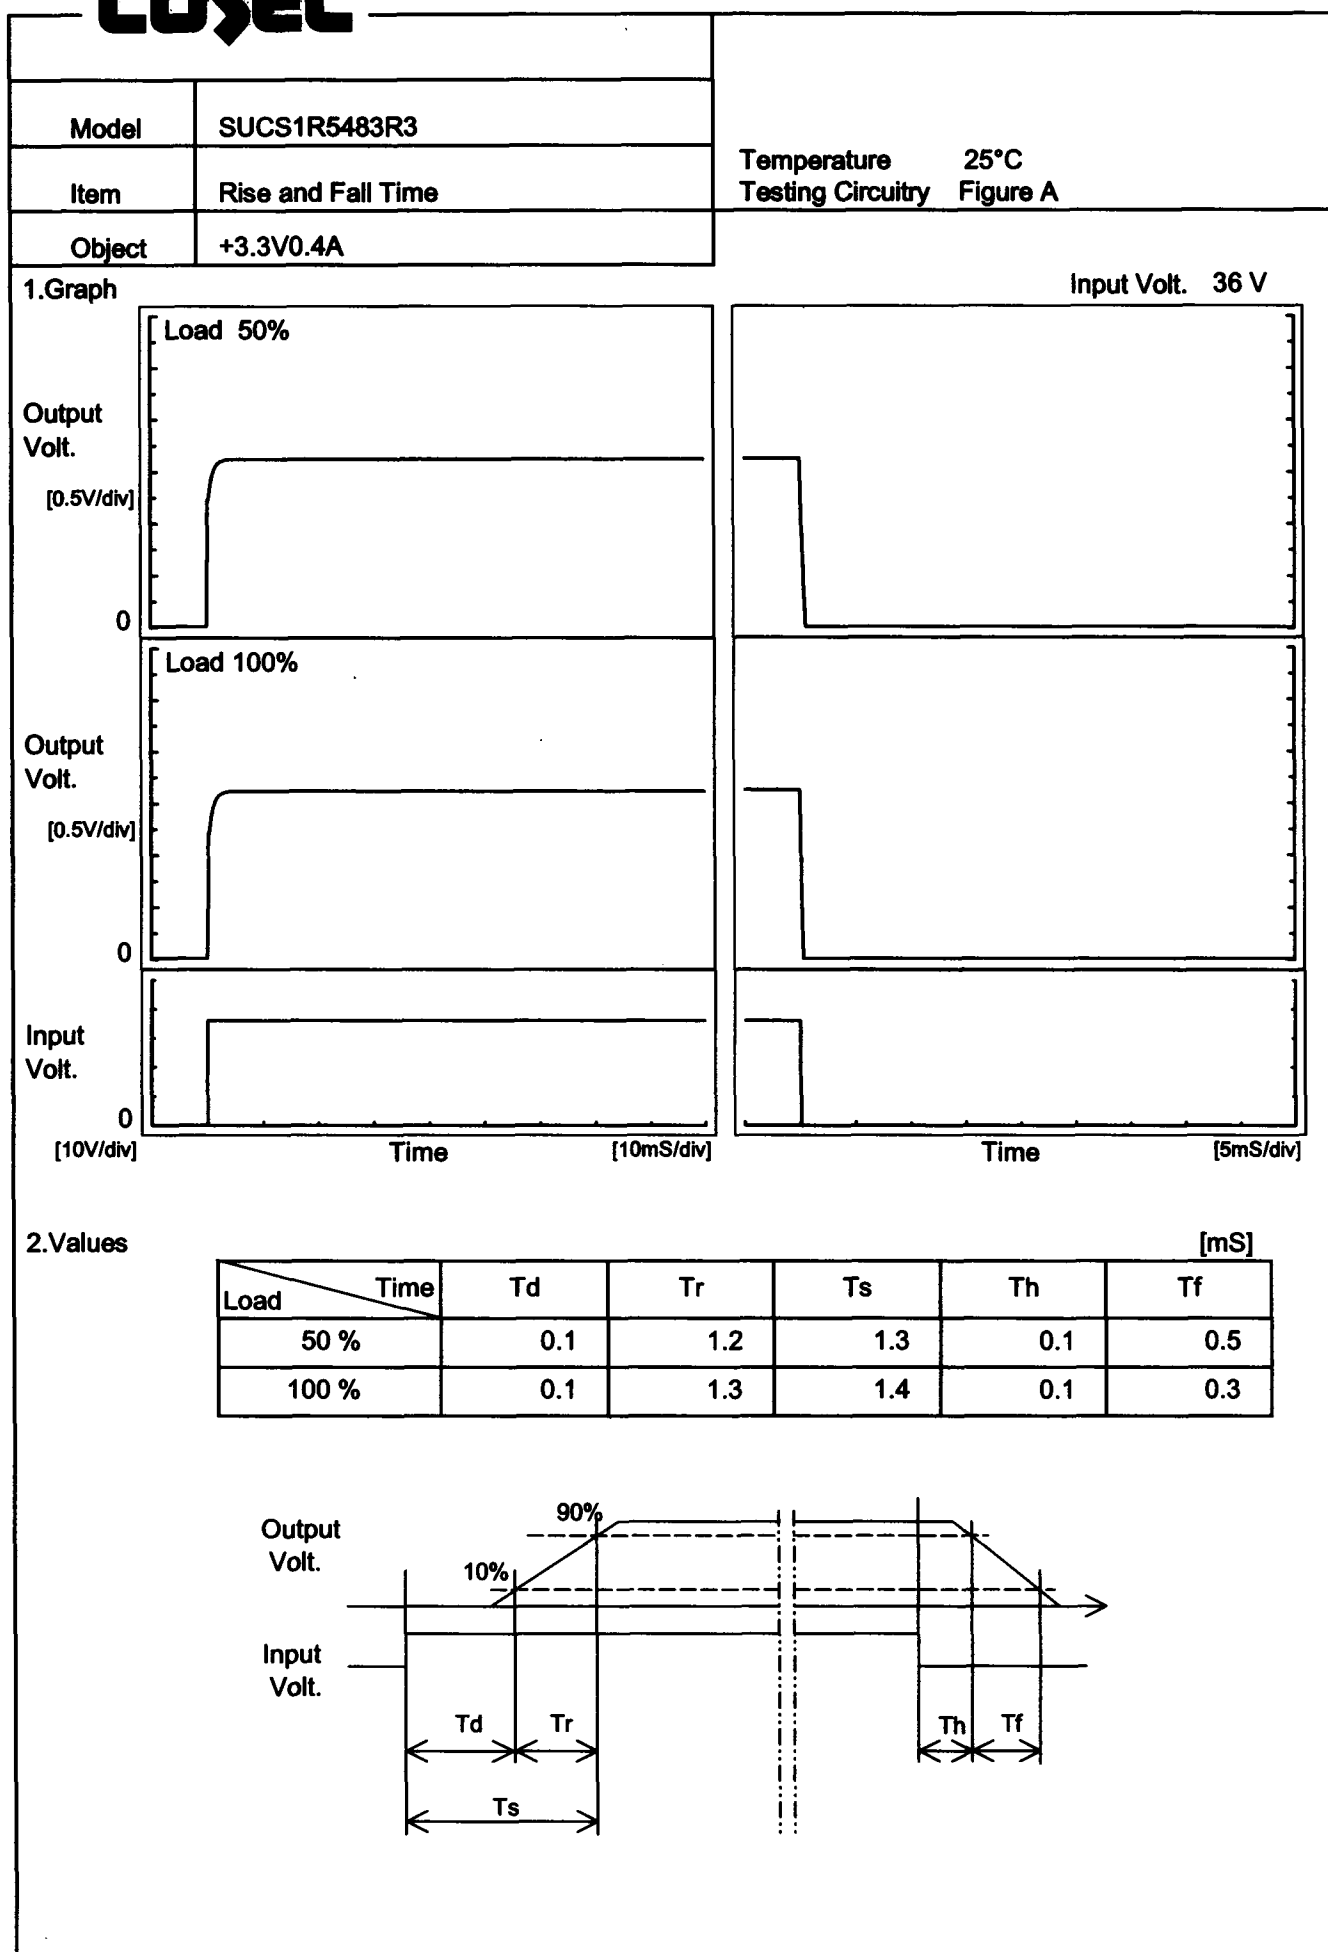 COSEL
Model SUCS1R5483R3
Item Rise and Fall Time
Temperature 25°C
Testing Circuitry Figure A
Object +3.3V0.4A
1.Graph
Input Volt. 36 V
Load 50%
Output
Volt.
[0.5V/div]
0
Load 100%
Output
Volt.
[0.5V/div]
0
Input
Volt.
0
[10V/div] Time [10mS/div] Time [5mS/div]
2.Values [mS]
Time Td Tr Ts Th Tf
Load
50 % 0.1 1.2 1.3 0.1 0.5
100 % 0.1 1.3 1.4 0.1 0.3
90%
Output
Volt.
10%
Input
Volt.
Td Tr Th Tf
Ts